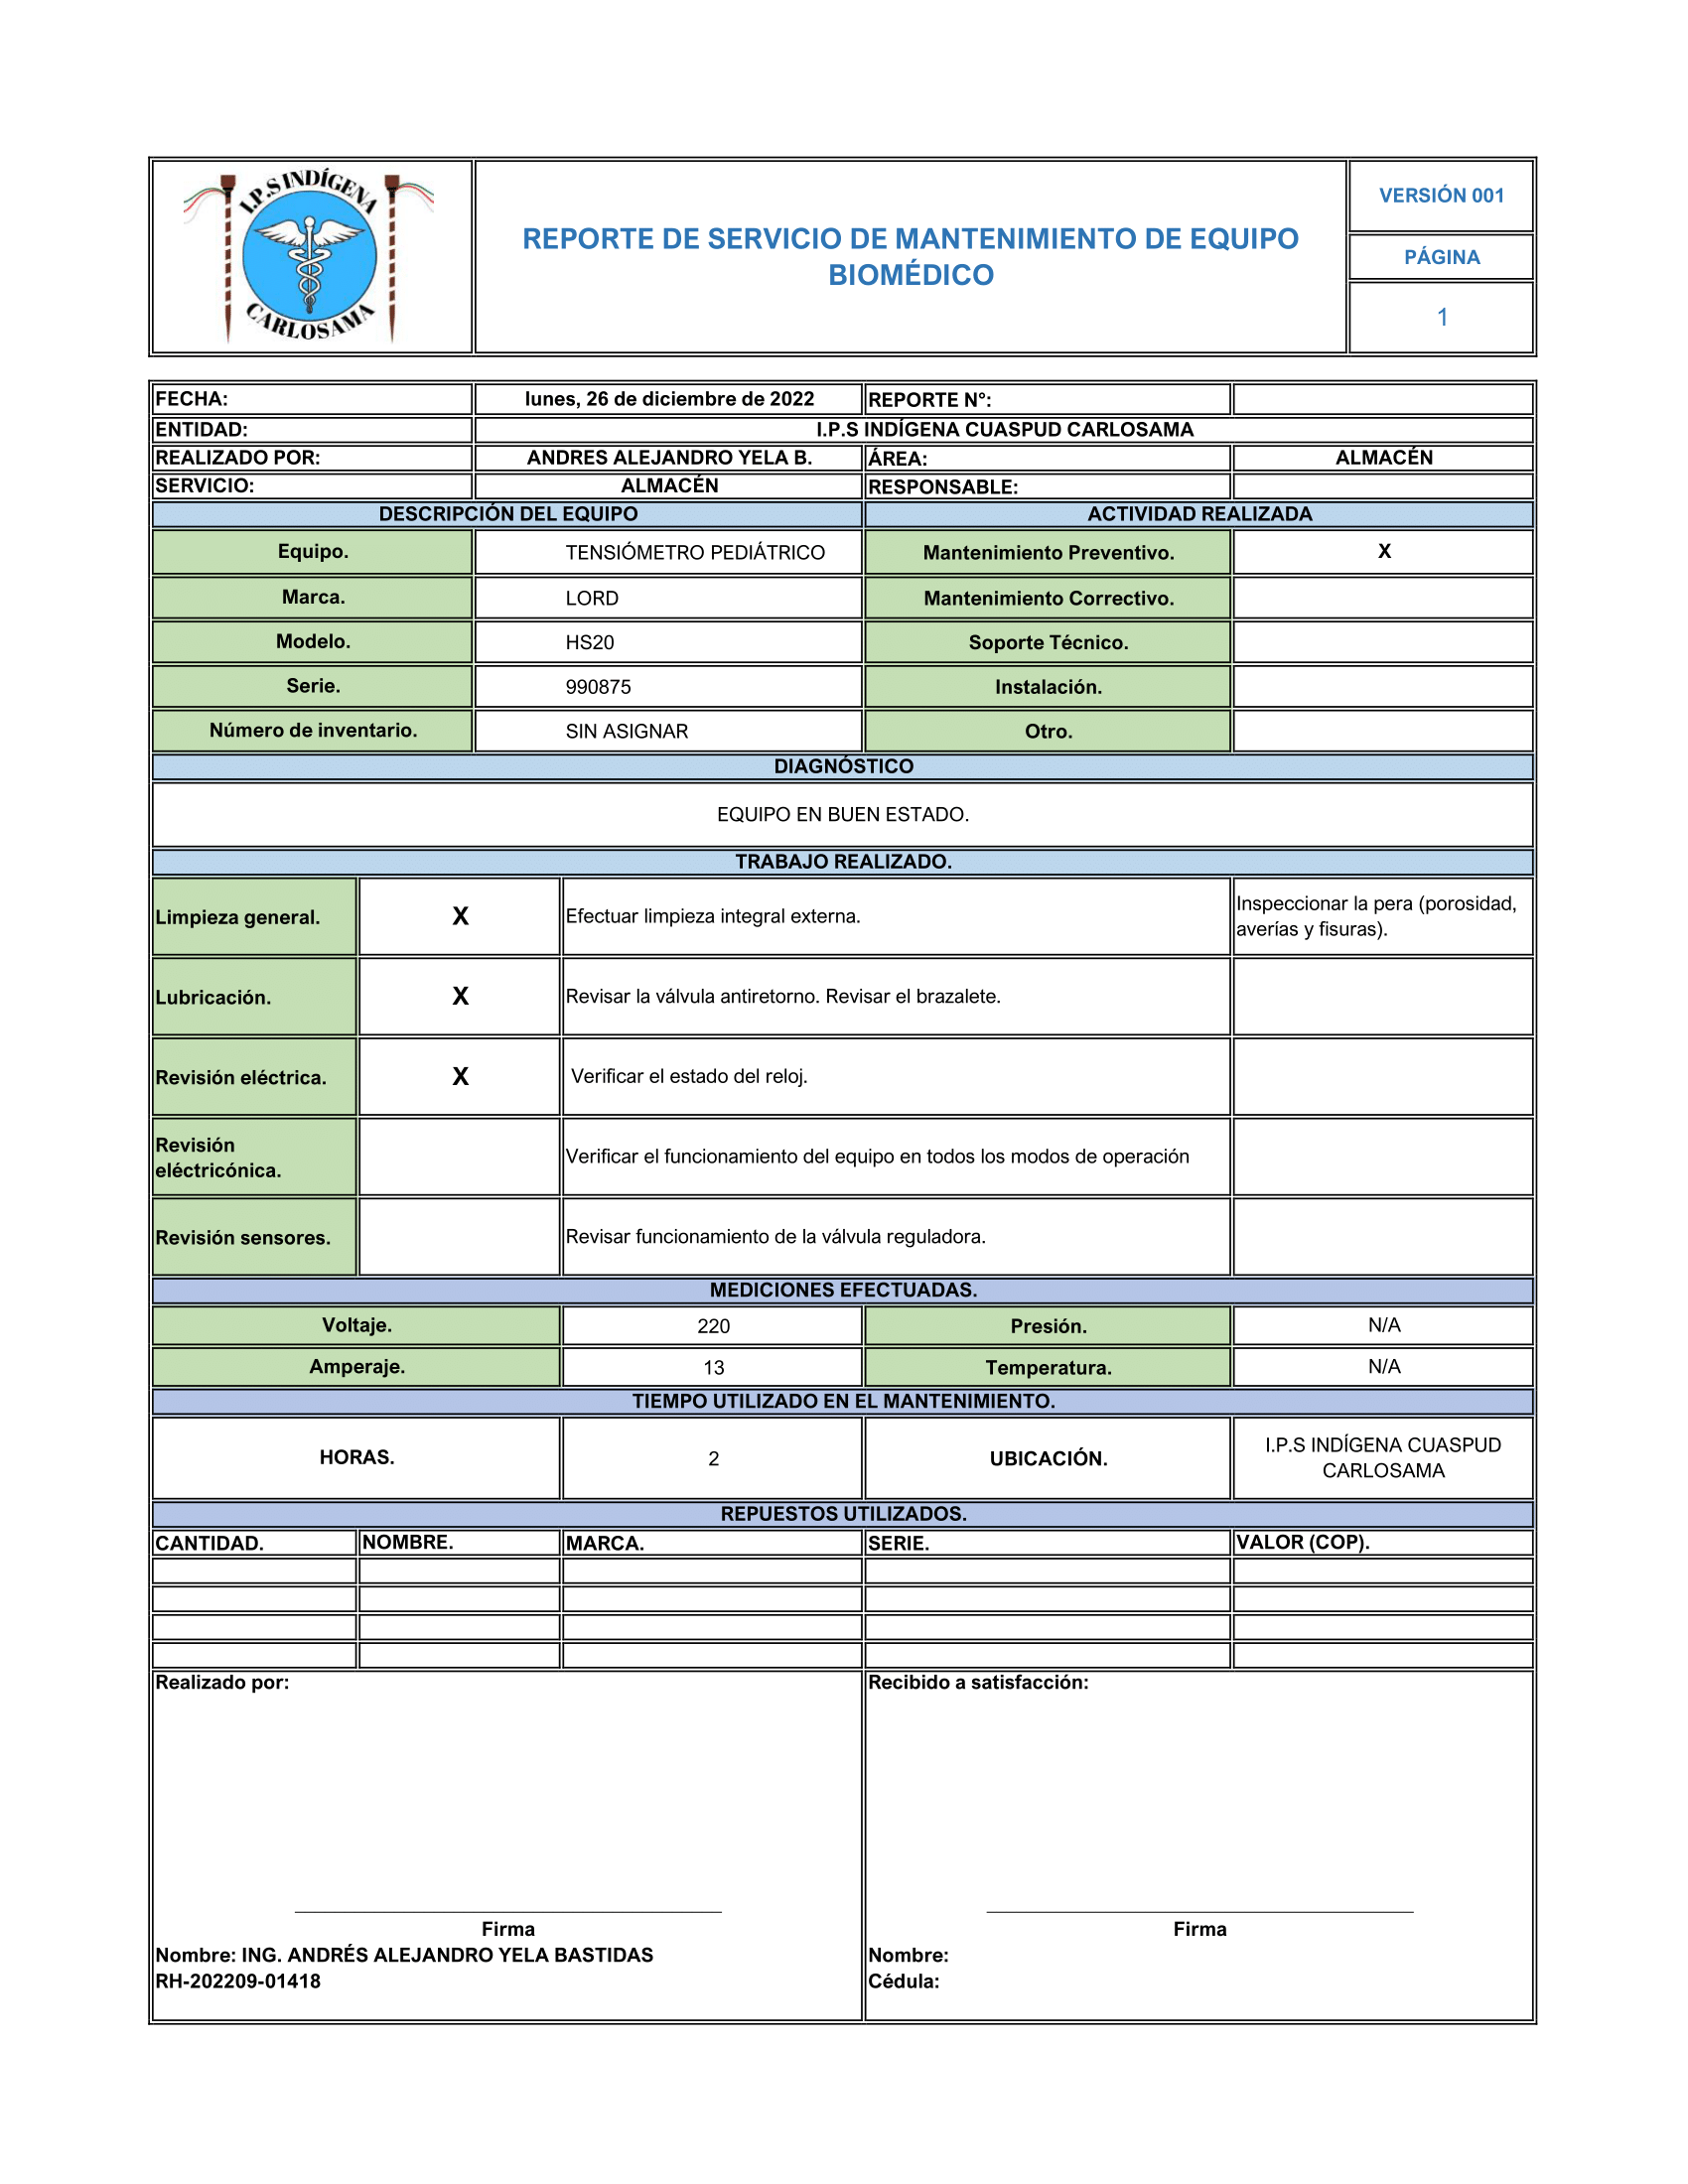 I.P.S INDÍGENA
CARLOSAMA
REPORTE DE SERVICIO DE MANTENIMIENTO DE EQUIPO
BIOMÉDICO
VERSIÓN 001
PÁGINA
1
FECHA: lunes, 26 de diciembre de 2022 REPORTE N°:
ENTIDAD: I.P.S INDÍGENA CUASPUD CARLOSAMA
REALIZADO POR: ANDRES ALEJANDRO YELA B. ÁREA: ALMACÉN
SERVICIO: ALMACÉN RESPONSABLE:
DESCRIPCIÓN DEL EQUIPO ACTIVIDAD REALIZADA
Equipo. TENSIÓMETRO PEDIÁTRICO Mantenimiento Preventivo. X
Marca. LORD Mantenimiento Correctivo.
Modelo. HS20 Soporte Técnico.
Serie. 990875 Instalación.
Número de inventario. SIN ASIGNAR Otro.
DIAGNÓSTICO
EQUIPO EN BUEN ESTADO.
TRABAJO REALIZADO.
Limpieza general. X Efectuar limpieza integral externa. Inspeccionar la pera (porosidad,
averías y fisuras).
Lubricación. X Revisar la válvula antiretorno. Revisar el brazalete.
Revisión eléctrica. X Verificar el estado del reloj.
Revisión
eléctricónica. Verificar el funcionamiento del equipo en todos los modos de operación
Revisión sensores. Revisar funcionamiento de la válvula reguladora.
MEDICIONES EFECTUADAS.
Voltaje. 220 Presión. N/A
Amperaje. 13 Temperatura. N/A
TIEMPO UTILIZADO EN EL MANTENIMIENTO.
HORAS. 2 UBICACIÓN. I.P.S INDÍGENA CUASPUD
CARLOSAMA
REPUESTOS UTILIZADOS.
CANTIDAD. NOMBRE. MARCA. SERIE. VALOR (COP).
Realizado por: Recibido a satisfacción:
Firma Firma
Nombre: ING. ANDRÉS ALEJANDRO YELA BASTIDAS Nombre:
RH-202209-01418 Cédula: